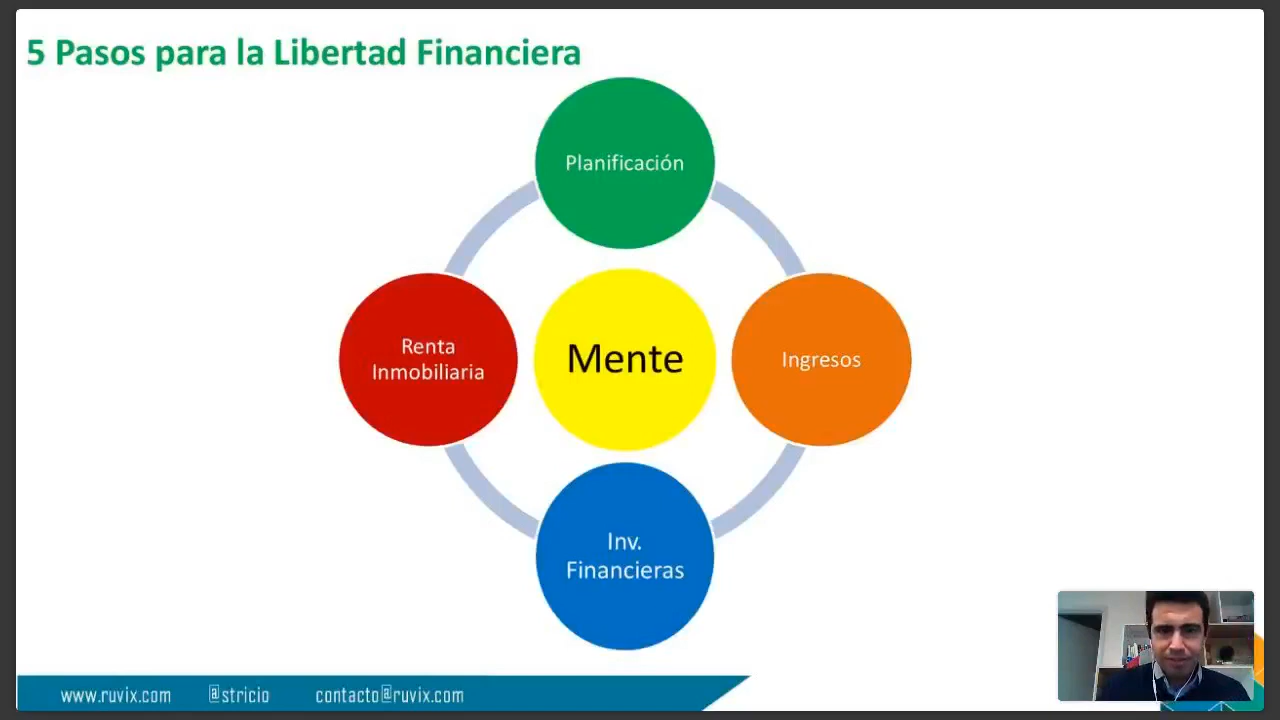 5 Pasos para la Libertad Financiera
Planificación
Renta
Inmobiliaria
Mente
Ingresos
Inv.
Financieras
www.ruvix.com @stricio contacto@ruvix.com